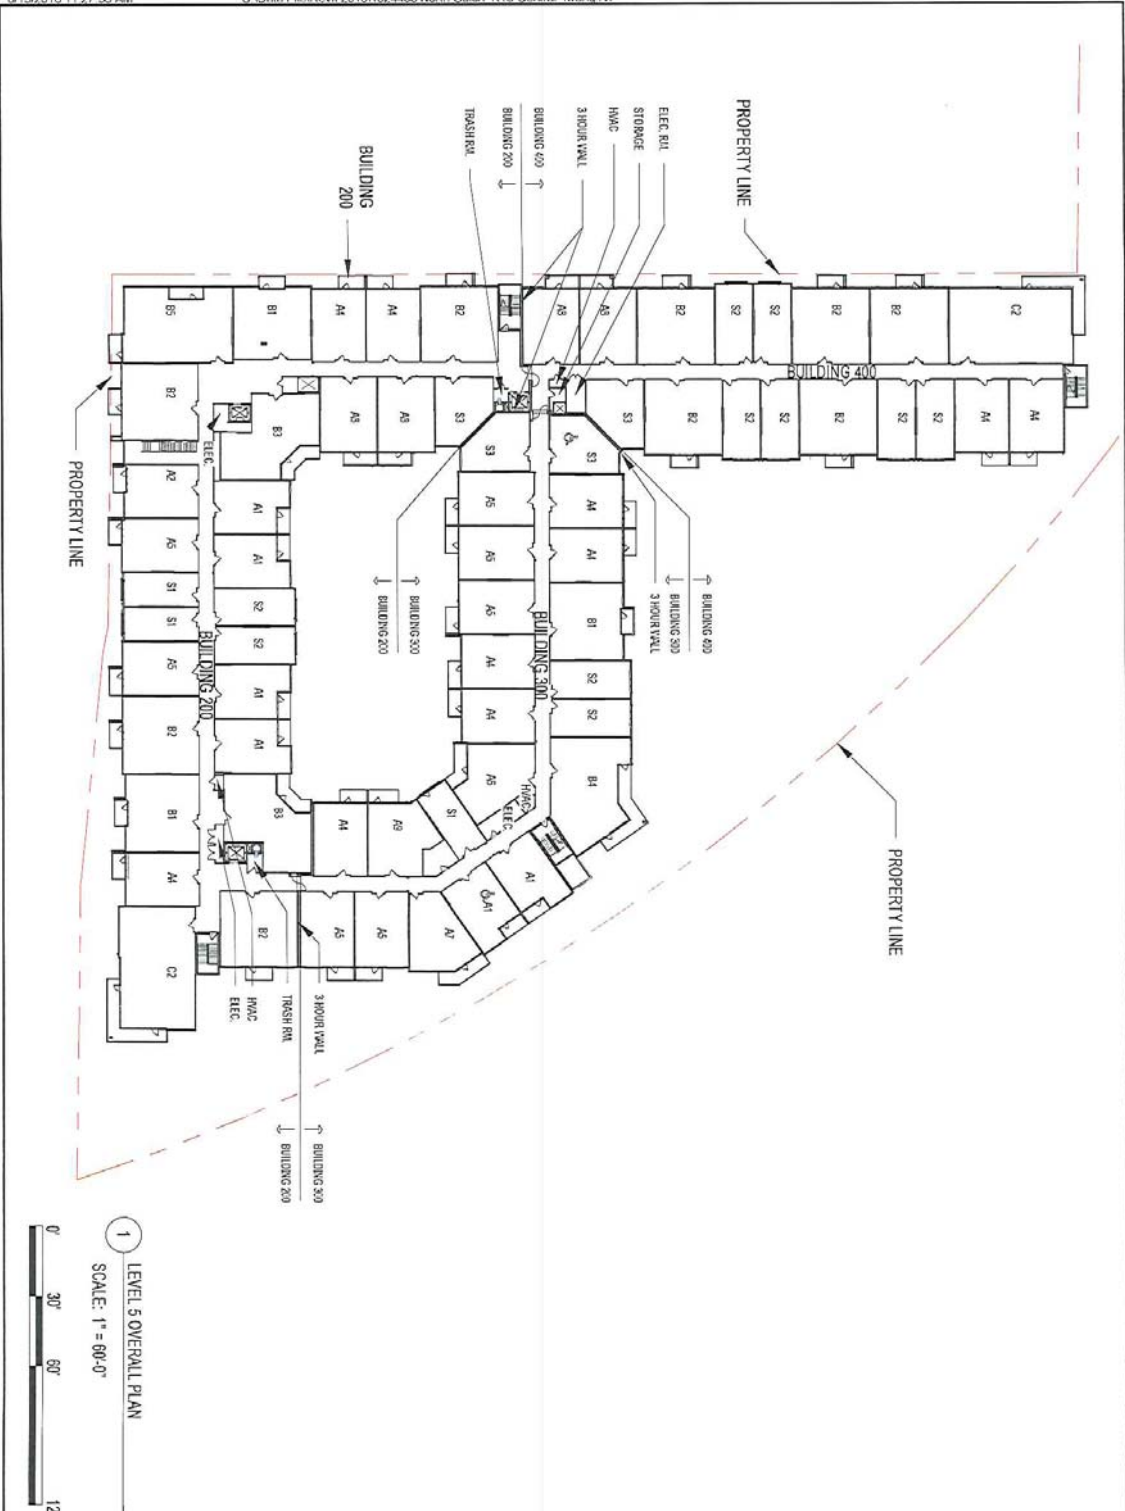 PROPERTY LINE
ELEC. RM.
STORAGE
HVAC
3 HOUR WALL
BUILDING 400
BUILDING 200
TRASH RM.
BUILDING
200
B5
B1
A4
A4
B2
A8
A8
B2
S2
S2
B2
B2
C2
BUILDING 400
B2
B3
A8
A9
S3
S3
B2
S2
S2
B2
S2
S2
A4
A4
ELEC.
PROPERTY LINE
S3
S3
A2
A5
S1
S1
A5
B2
B1
A4
C2
BUILDING 200
A1
A1
S2
S2
A1
A1
B3
B2
A5
A5
A5
A4
A4
A6
BUILDING 300
A4
A4
B1
S2
S2
B4
BUILDING 300
BUILDING 200
BUILDING 400
BUILDING 300
3 HOUR WALL
HVAC
ELEC.
S1
A9
A4
A1
A1
A7
A5
A5
PROPERTY LINE
3 HOUR WALL
TRASH RM.
HVAC
ELEC.
BUILDING 300
BUILDING 200
1
LEVEL 5 OVERALL PLAN
SCALE: 1" = 60'-0"
0'
30'
60'